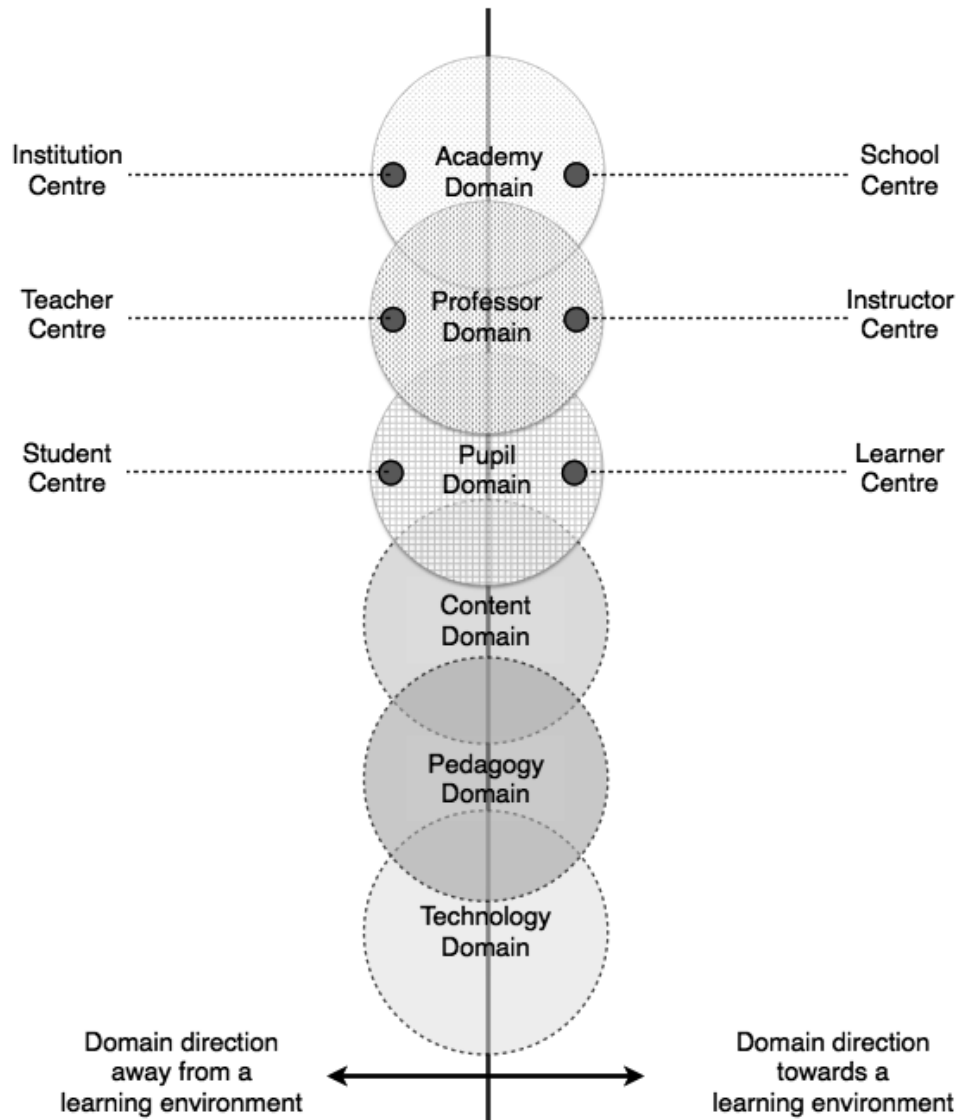 Institution
Centre
Academy
Domain
School
Centre
Teacher
Centre
Professor
Domain
Instructor
Centre
Student
Centre
Pupil
Domain
Learner
Centre
Content
Domain
Pedagogy
Domain
Technology
Domain
Domain direction
away from a
learning environment
Domain direction
towards a
learning environment